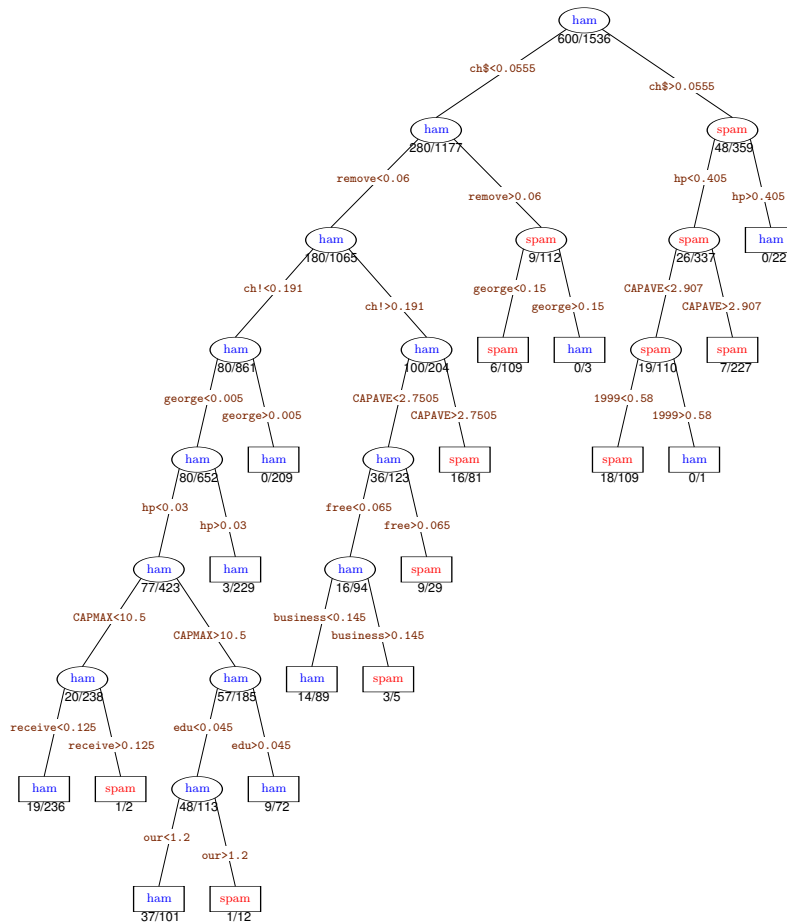 ham
600/1536
ch$<0.0555
ch$>0.0555
ham
280/1177
spam
48/359
remove<0.06
remove>0.06
hp<0.405
hp>0.405
ham
180/1065
spam
9/112
spam
26/337
ham
0/22
ch!<0.191
ch!>0.191
george<0.15
george>0.15
CAPAVE<2.907
CAPAVE>2.907
ham
80/861
ham
100/204
spam
6/109
ham
0/3
spam
19/110
spam
7/227
george<0.005
george>0.005
CAPAVE<2.7505
CAPAVE>2.7505
1999<0.58
1999>0.58
ham
80/652
ham
0/209
ham
36/123
spam
16/81
spam
18/109
ham
0/1
hp<0.03
hp>0.03
free<0.065
free>0.065
ham
77/423
ham
3/229
ham
16/94
spam
9/29
CAPMAX<10.5
CAPMAX>10.5
business<0.145
business>0.145
ham
20/238
ham
57/185
ham
14/89
spam
3/5
receive<0.125
receive>0.125
edu<0.045
edu>0.045
ham
19/236
spam
1/2
ham
48/113
ham
9/72
our<1.2
our>1.2
ham
37/101
spam
1/12